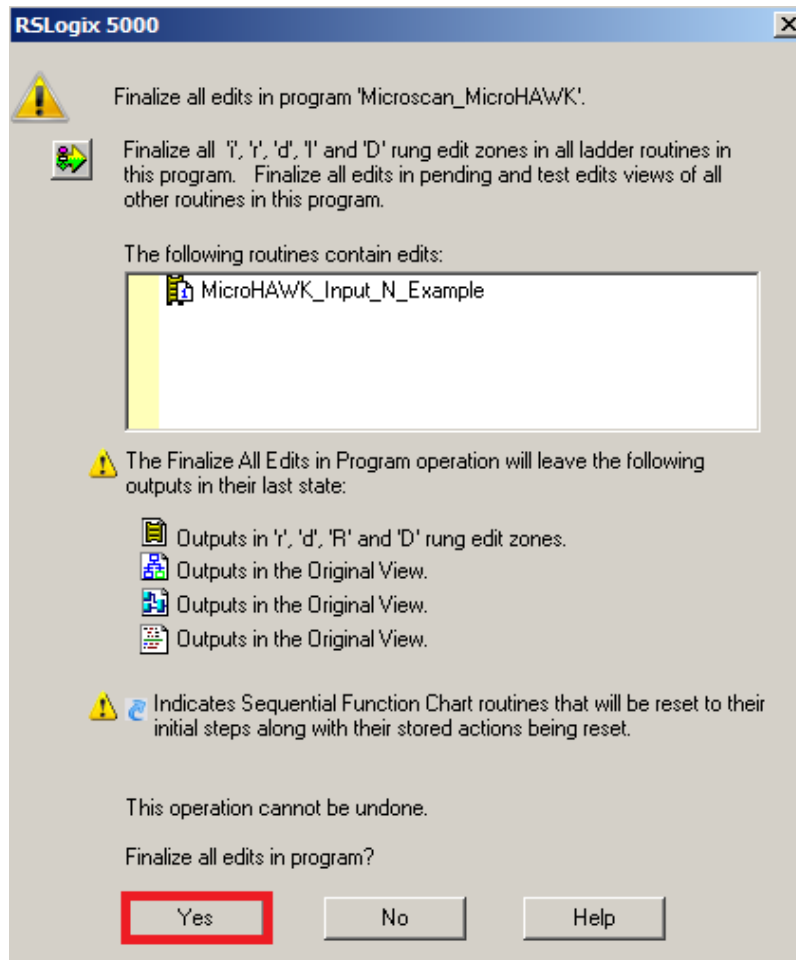 RSLogix 5000
Finalize all edits in program 'Microscan_MicroHAWK'.
Finalize all 'i', 'r', 'd', 'I' and 'D' rung edit zones in all ladder routines in
this program. Finalize all edits in pending and test edits views of all
other routines in this program.
The following routines contain edits:
MicroHAWK_Input_N_Example
The Finalize All Edits in Program operation will leave the following
outputs in their last state:
Outputs in 'r', 'd', 'R' and 'D' rung edit zones.
Outputs in the Original View.
Outputs in the Original View.
Outputs in the Original View.
Indicates Sequential Function Chart routines that will be reset to their
initial steps along with their stored actions being reset.
This operation cannot be undone.
Finalize all edits in program?
Yes
No
Help